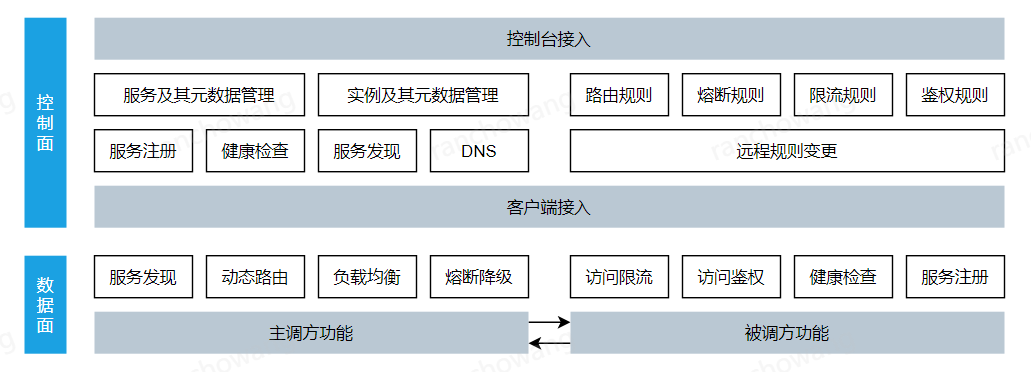 控制面
控制台接入
服务及其元数据管理
实例及其元数据管理
路由规则
熔断规则
限流规则
鉴权规则
服务注册
健康检查
服务发现
DNS
远程规则变更
客户端接入
数据面
服务发现
动态路由
负载均衡
熔断降级
访问限流
访问鉴权
健康检查
服务注册
主调方功能
被调方功能
ranchowang
ranchowang
ranchowang